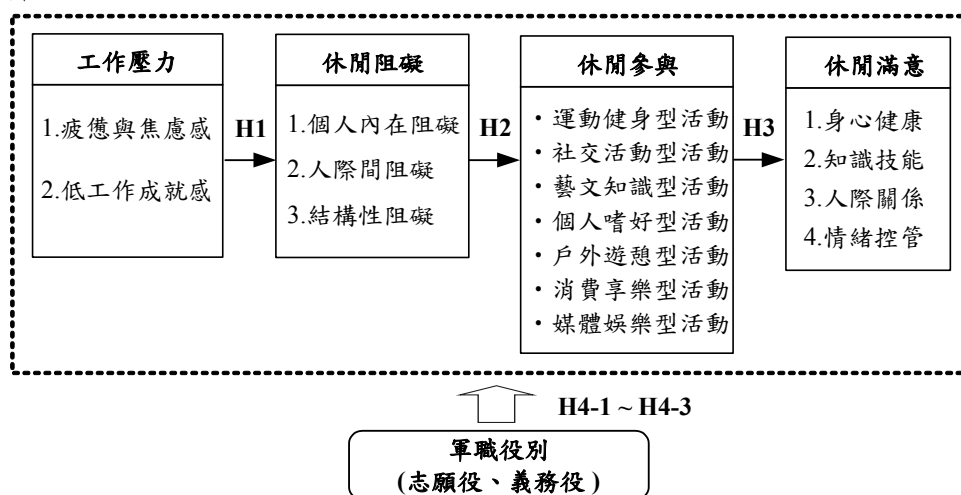 工作壓力
1.疲憊與焦慮感
2.低工作成就感
H1
休閒阻礙
1.個人內在阻礙
2.人際間阻礙
3.結構性阻礙
H2
休閒參與
・運動健身型活動
・社交活動型活動
・藝文知識型活動
・個人嗜好型活動
・戶外遊憩型活動
・消費享樂型活動
・媒體娛樂型活動
H3
休閒滿意
1.身心健康
2.知識技能
3.人際關係
4.情緒控管
H4-1 ~ H4-3
軍職役別
(志願役、義務役)